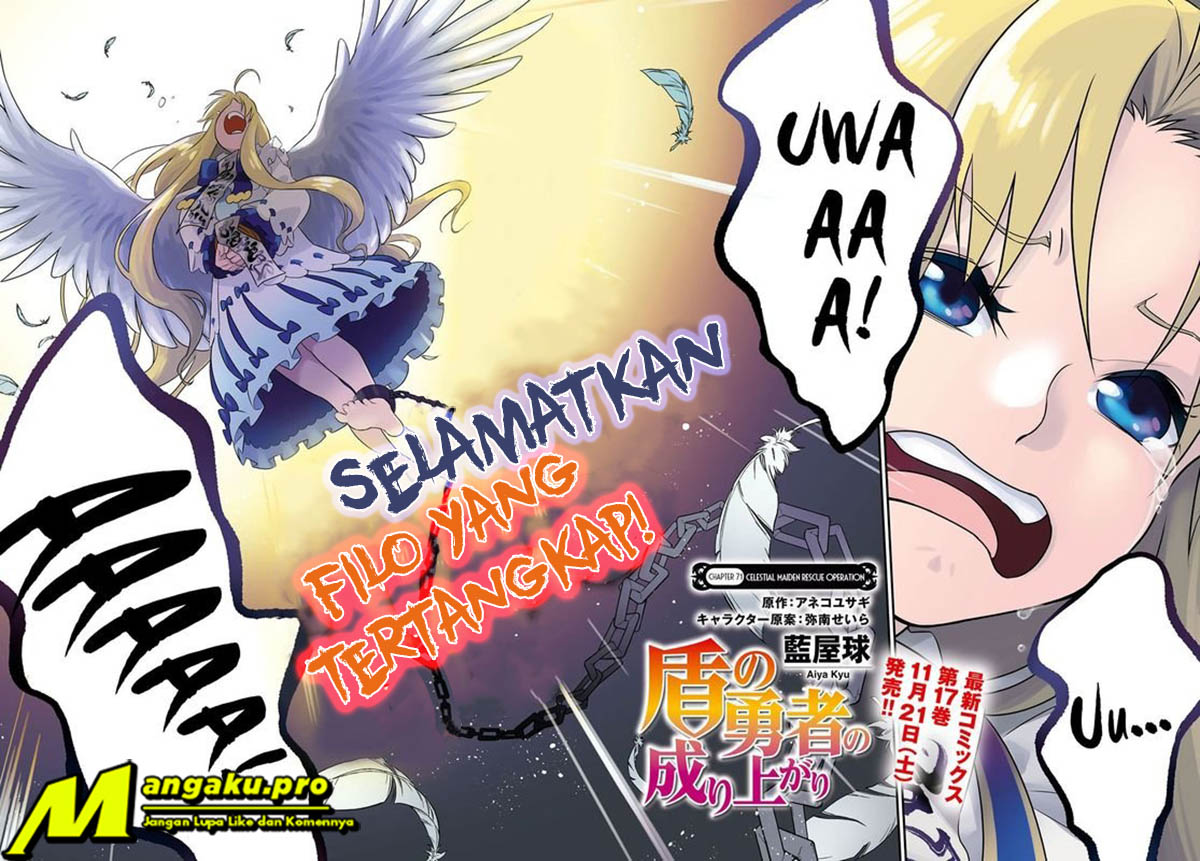 UWA
AA
A!
Uu...
AAAAAA!!
SELAMATKAN
FILO YANG
TERTANGKAP!
CHAPTER 71 CELESTIAL MAIDEN RESCUE OPERATION
原作：アネコユサギ
キャラクター原案：弥南せいら
藍屋球
Aiya Kyu
盾の勇者の
成り上がり
最新コミックス
第17巻
11月21日（土）
発売!!
Mangaku.pro
Jangan Lupa Like dan Komennya